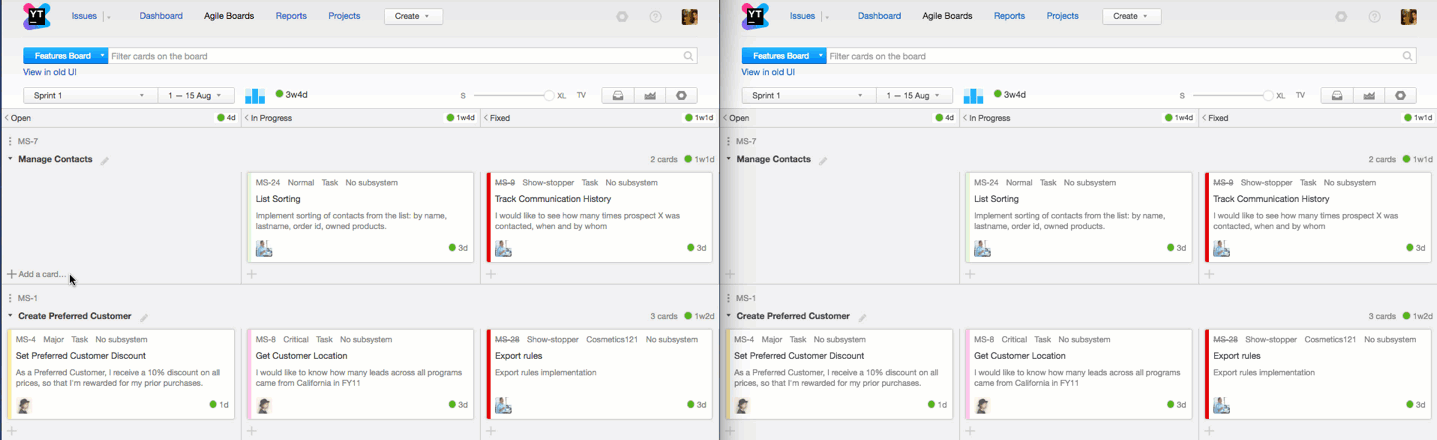 YT
Issues Dashboard Agile Boards Reports Projects Create
Features Board Filter cards on the board
View in old UI
Sprint 1 1 — 15 Aug 3w4d S XL TV
Open 4d In Progress 1w4d Fixed 1w1d
MS-7
Manage Contacts 2 cards 1w1d
MS-24 Normal Task No subsystem
List Sorting
Implement sorting of contacts from the list: by name,
lastname, order id, owned products.
3d
MS-9 Show-stopper Task No subsystem
Track Communication History
I would like to see how many times prospect X was
contacted, when and by whom
3d
Add a card...
MS-1
Create Preferred Customer 3 cards 1w2d
MS-4 Major Task No subsystem
Set Preferred Customer Discount
As a Preferred Customer, I receive a 10% discount on all
prices, so that I'm rewarded for my prior purchases.
1d
MS-8 Critical Task No subsystem
Get Customer Location
I would like to know how many leads across all programs
came from California in FY11
3d
MS-28 Show-stopper Cosmetics121 No subsystem
Export rules
Export rules implementation
3d
YT
Issues Dashboard Agile Boards Reports Projects Create
Features Board Filter cards on the board
View in old UI
Sprint 1 1 — 15 Aug 3w4d S XL TV
Open 4d In Progress 1w4d Fixed 1w1d
MS-7
Manage Contacts 2 cards 1w1d
MS-24 Normal Task No subsystem
List Sorting
Implement sorting of contacts from the list: by name,
lastname, order id, owned products.
3d
MS-9 Show-stopper Task No subsystem
Track Communication History
I would like to see how many times prospect X was
contacted, when and by whom
3d
MS-1
Create Preferred Customer 3 cards 1w2d
MS-4 Major Task No subsystem
Set Preferred Customer Discount
As a Preferred Customer, I receive a 10% discount on all
prices, so that I'm rewarded for my prior purchases.
1d
MS-8 Critical Task No subsystem
Get Customer Location
I would like to know how many leads across all programs
came from California in FY11
3d
MS-28 Show-stopper Cosmetics121 No subsystem
Export rules
Export rules implementation
3d